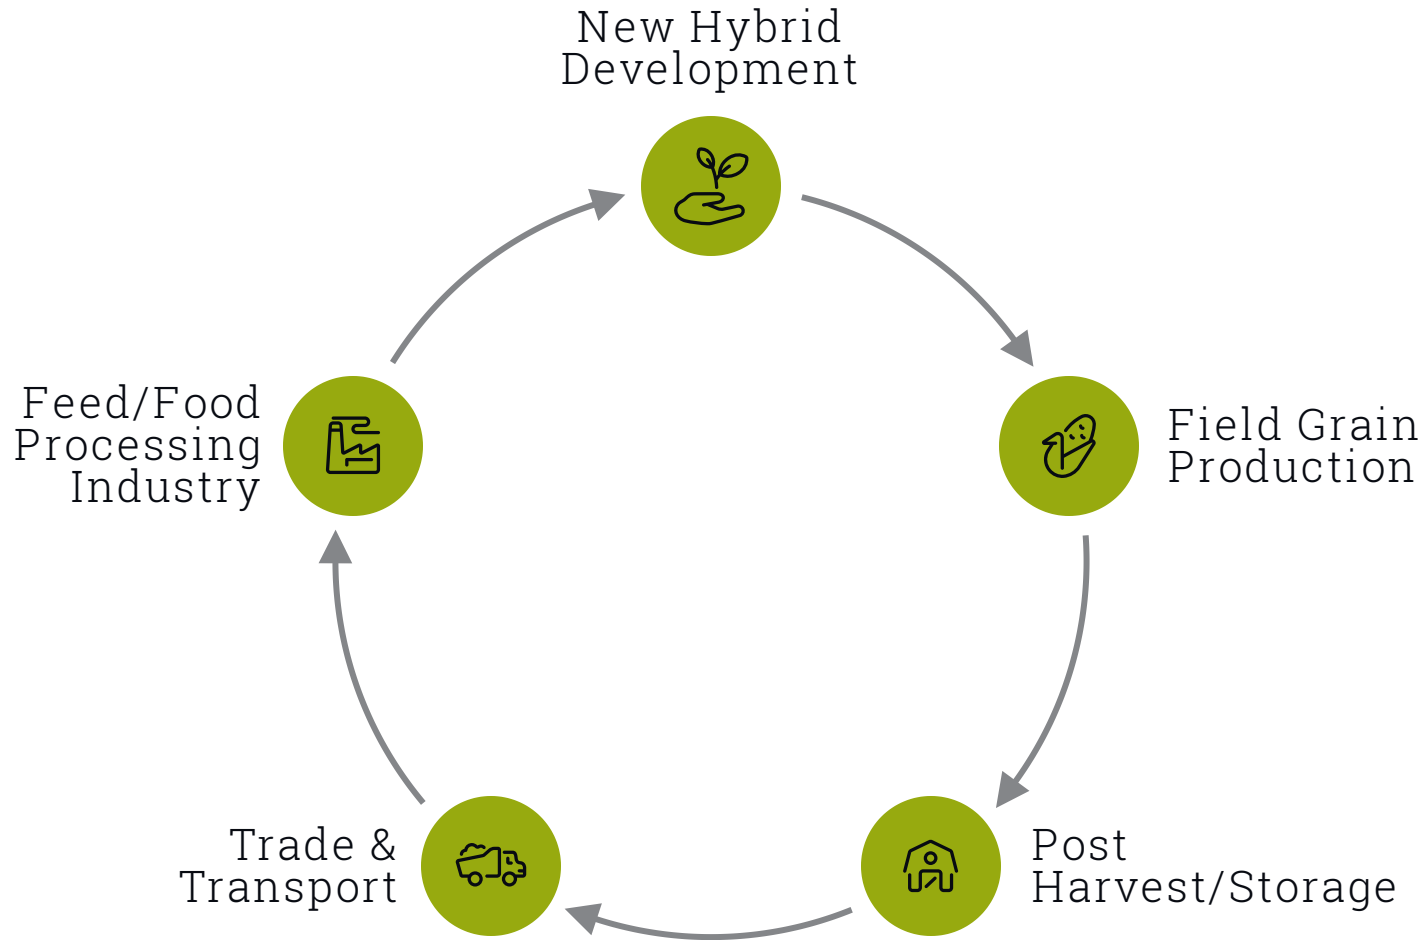 New Hybrid
Development
Field Grain
Production
Post
Harvest/Storage
Trade &
Transport
Feed/Food
Processing
Industry